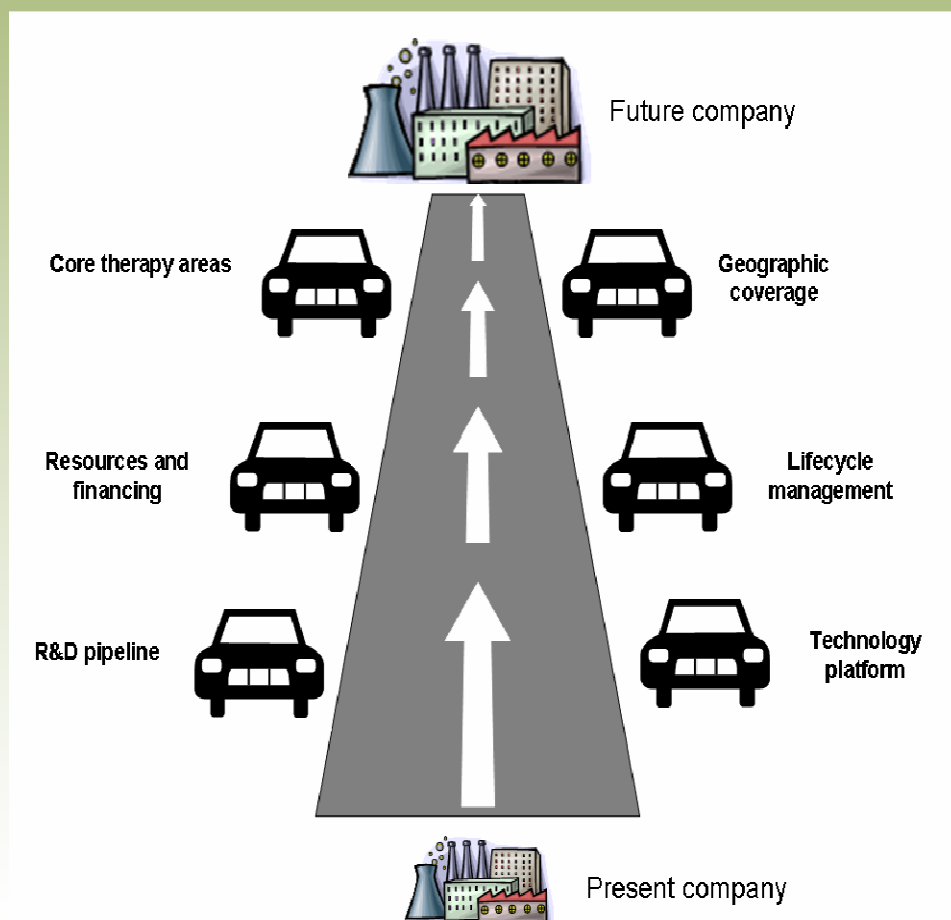 Future company
Core therapy areas
Geographic
coverage
Resources and
financing
Lifecycle
management
R&D pipeline
Technology
platform
Present company